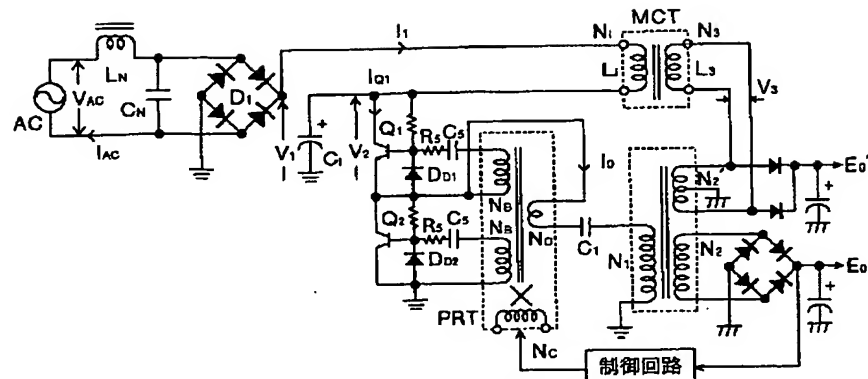 MCT
I1
N1
N3
LN
Li
L3
VAC
CN
D1
IQ1
V3
AC
IAC
V1
+
C1
V2
Q1
R5
C5
DD1
ID
N2'
+
E0'
NB
Q2
R5
C5
NB
ND
C1
N1
N2
DD2
+
E0
PRT
NC
制御回路